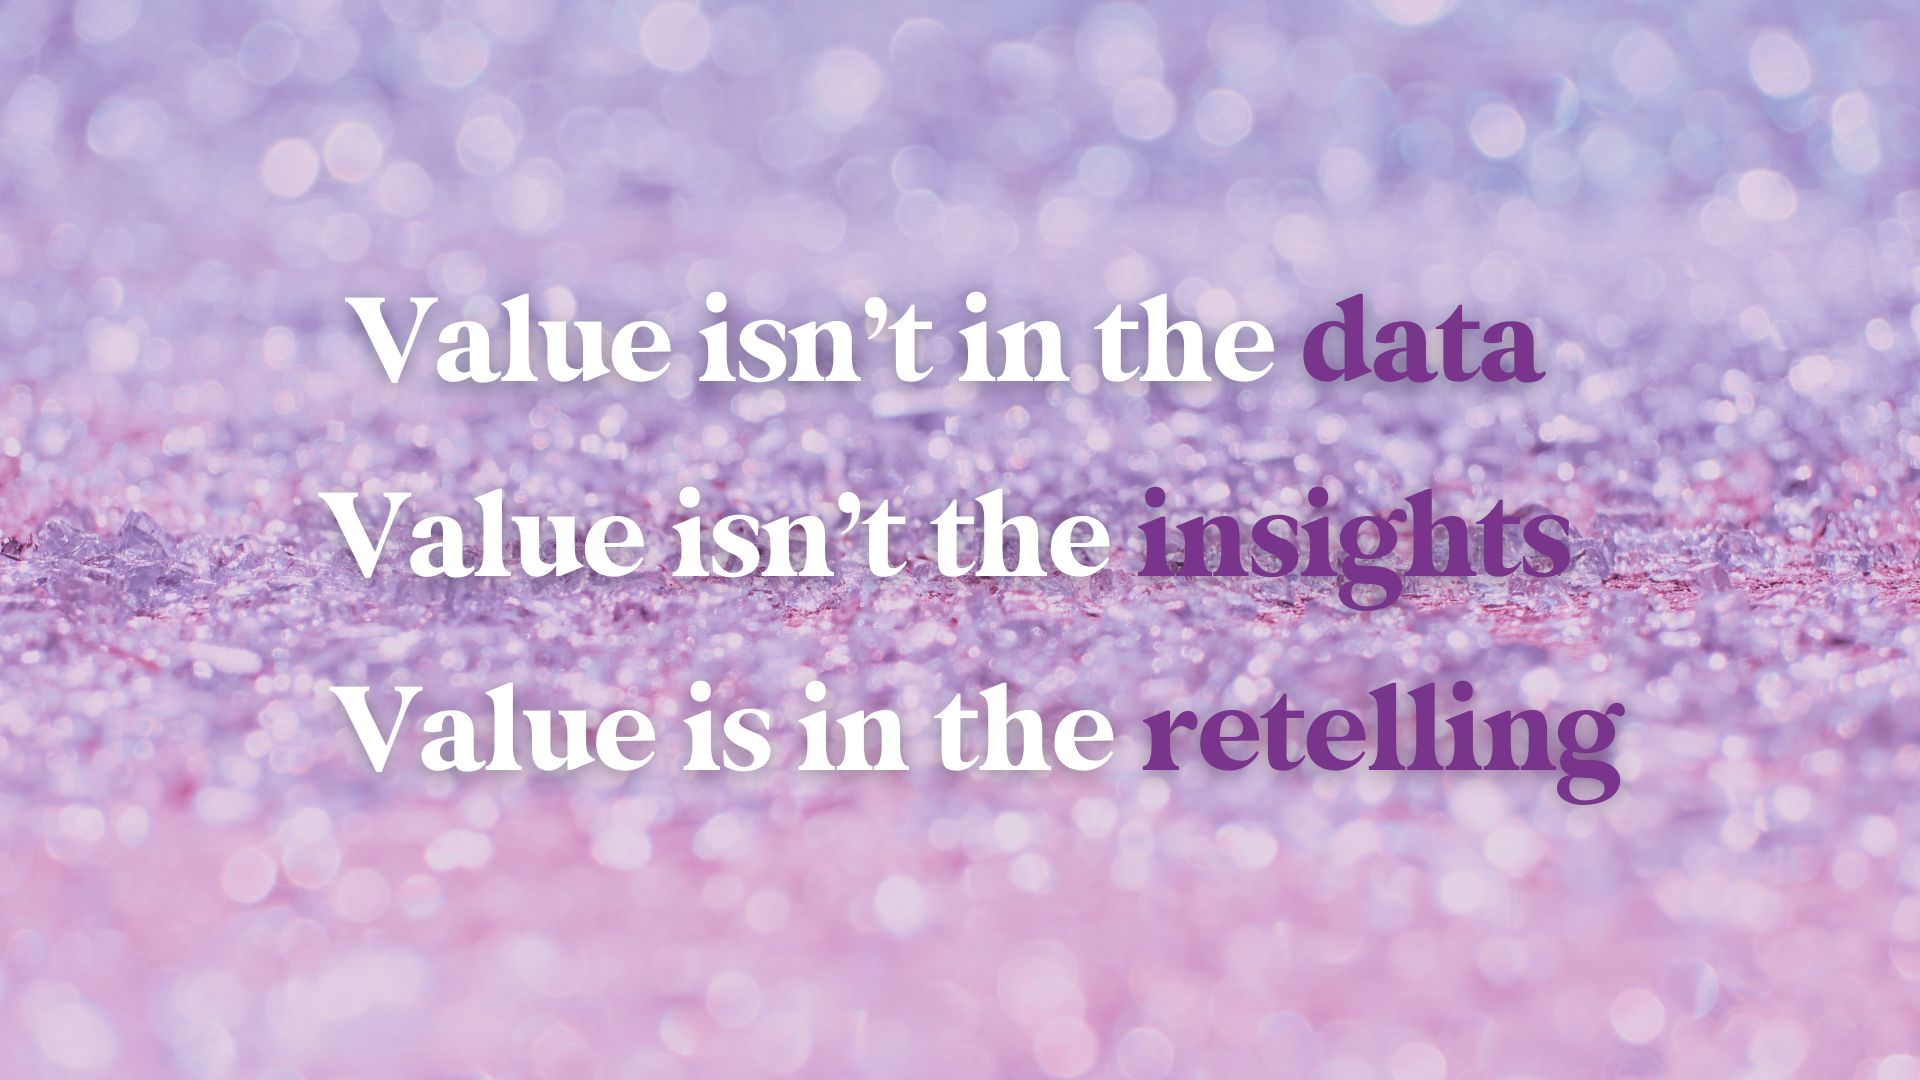 Value isn’t in the data
Value isn’t the insights
Value is in the retelling